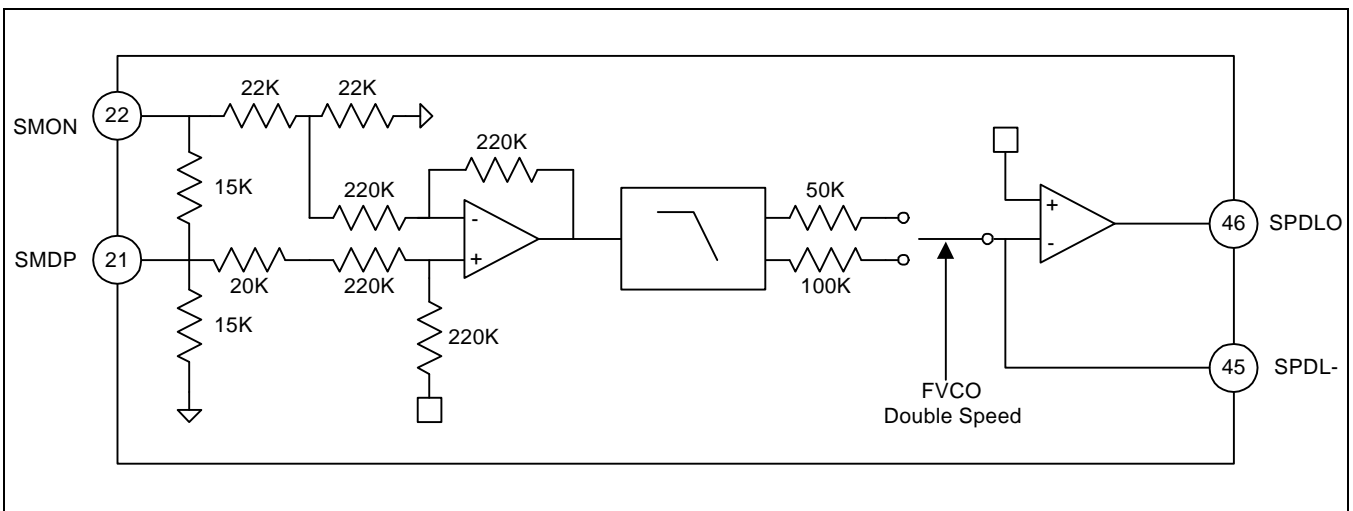 22K
22K
22
SMON
220K
15K
220K
50K
+
46
SPDLO
-
-
+
SMDP
21
20K
220K
100K
15K
220K
45
SPDL-
FVCO
Double Speed